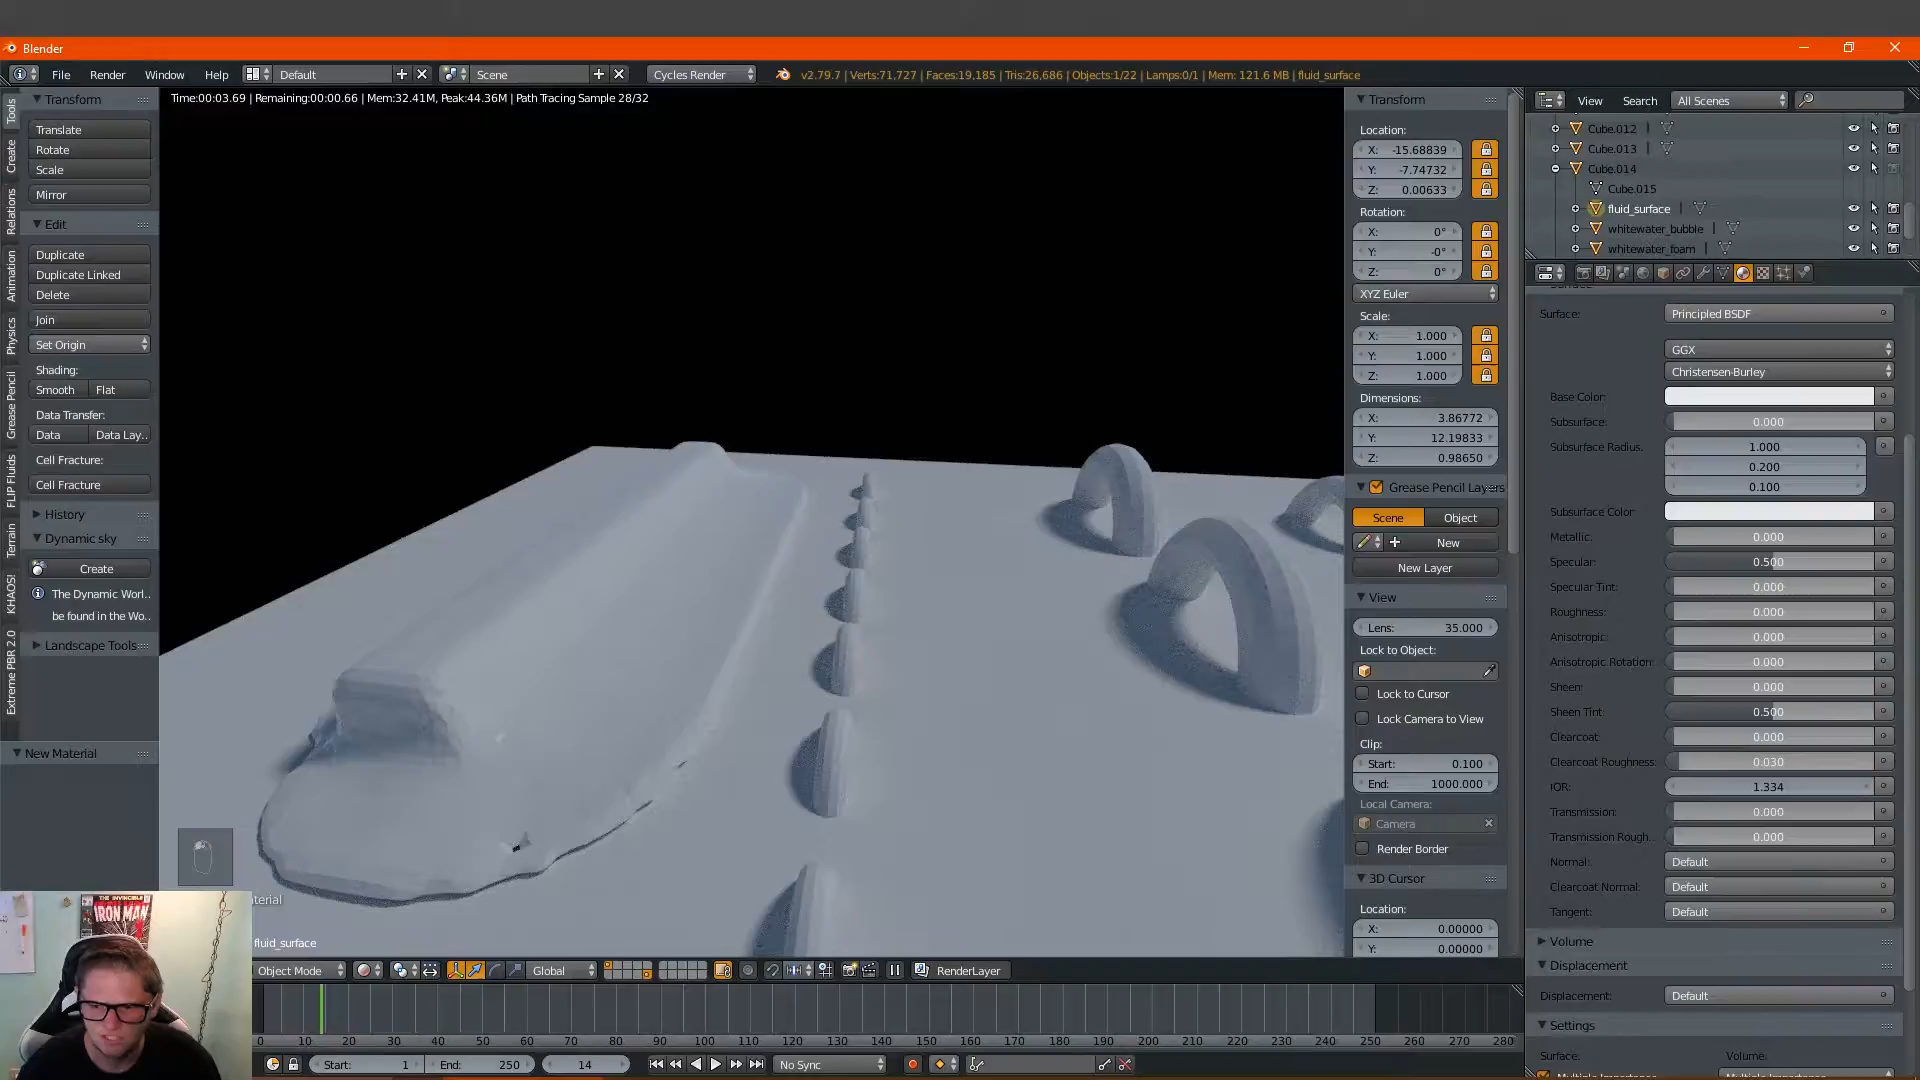 Blender
File Render Window Help Default Scene Cycles Render v2.79.7 | Verts:71,727 | Faces:19,185 | Tris:26,686 | Objects:1/22 | Lamps:0/1 | Mem: 121.6 MB | fluid_surface
Time:00:03.69 | Remaining:00:00.66 | Mem:32.41M, Peak:44.36M | Path Tracing Sample 28/32
Tools
Create
Relations
Animation
Physics
Grease Pencil
FLIP Fluids
Terrain
KHAOS!
Extreme PBR 2.0
Transform
Translate
Rotate
Scale
Mirror
Edit
Duplicate
Duplicate Linked
Delete
Join
Set Origin
Shading:
Smooth Flat
Data Transfer:
Data Data Lay..
Cell Fracture:
Cell Fracture
History
Dynamic sky
Create
The Dynamic Worl..
be found in the Wo..
Landscape Tools
New Material
THE INVINCIBLE
IRON MAN
aterial
fluid_surface
Transform
Location:
X: -15.68839
Y: -7.74732
Z: 0.00633
Rotation:
X: 0°
Y: -0°
Z: 0°
XYZ Euler
Scale:
X: 1.000
Y: 1.000
Z: 1.000
Dimensions:
X: 3.86772
Y: 12.19833
Z: 0.98650
Grease Pencil Layers
Scene Object
New
New Layer
View
Lens: 35.000
Lock to Object:
Lock to Cursor
Lock Camera to View
Clip:
Start: 0.100
End: 1000.000
Local Camera:
Camera
Render Border
3D Cursor
Location:
X: 0.00000
Y: 0.00000
View Search All Scenes
Cube.012
Cube.013
Cube.014
Cube.015
fluid_surface
whitewater_bubble
whitewater_foam
Surface: Principled BSDF
GGX
Christensen-Burley
Base Color:
Subsurface: 0.000
Subsurface Radius: 1.000
0.200
0.100
Subsurface Color:
Metallic: 0.000
Specular: 0.500
Specular Tint: 0.000
Roughness: 0.000
Anisotropic: 0.000
Anisotropic Rotation: 0.000
Sheen: 0.000
Sheen Tint: 0.500
Clearcoat: 0.000
Clearcoat Roughness: 0.030
IOR: 1.334
Transmission: 0.000
Transmission Rough.. 0.000
Normal: Default
Clearcoat Normal: Default
Tangent: Default
Volume
Displacement
Displacement: Default
Settings
Surface: Volume:
Object Mode Global RenderLayer
0 10 20 30 40 50 60 70 80 90 100 110 120 130 140 150 160 170 180 190 200 210 220 230 240 250 260 270 280
Start: 1 End: 250 14 No Sync